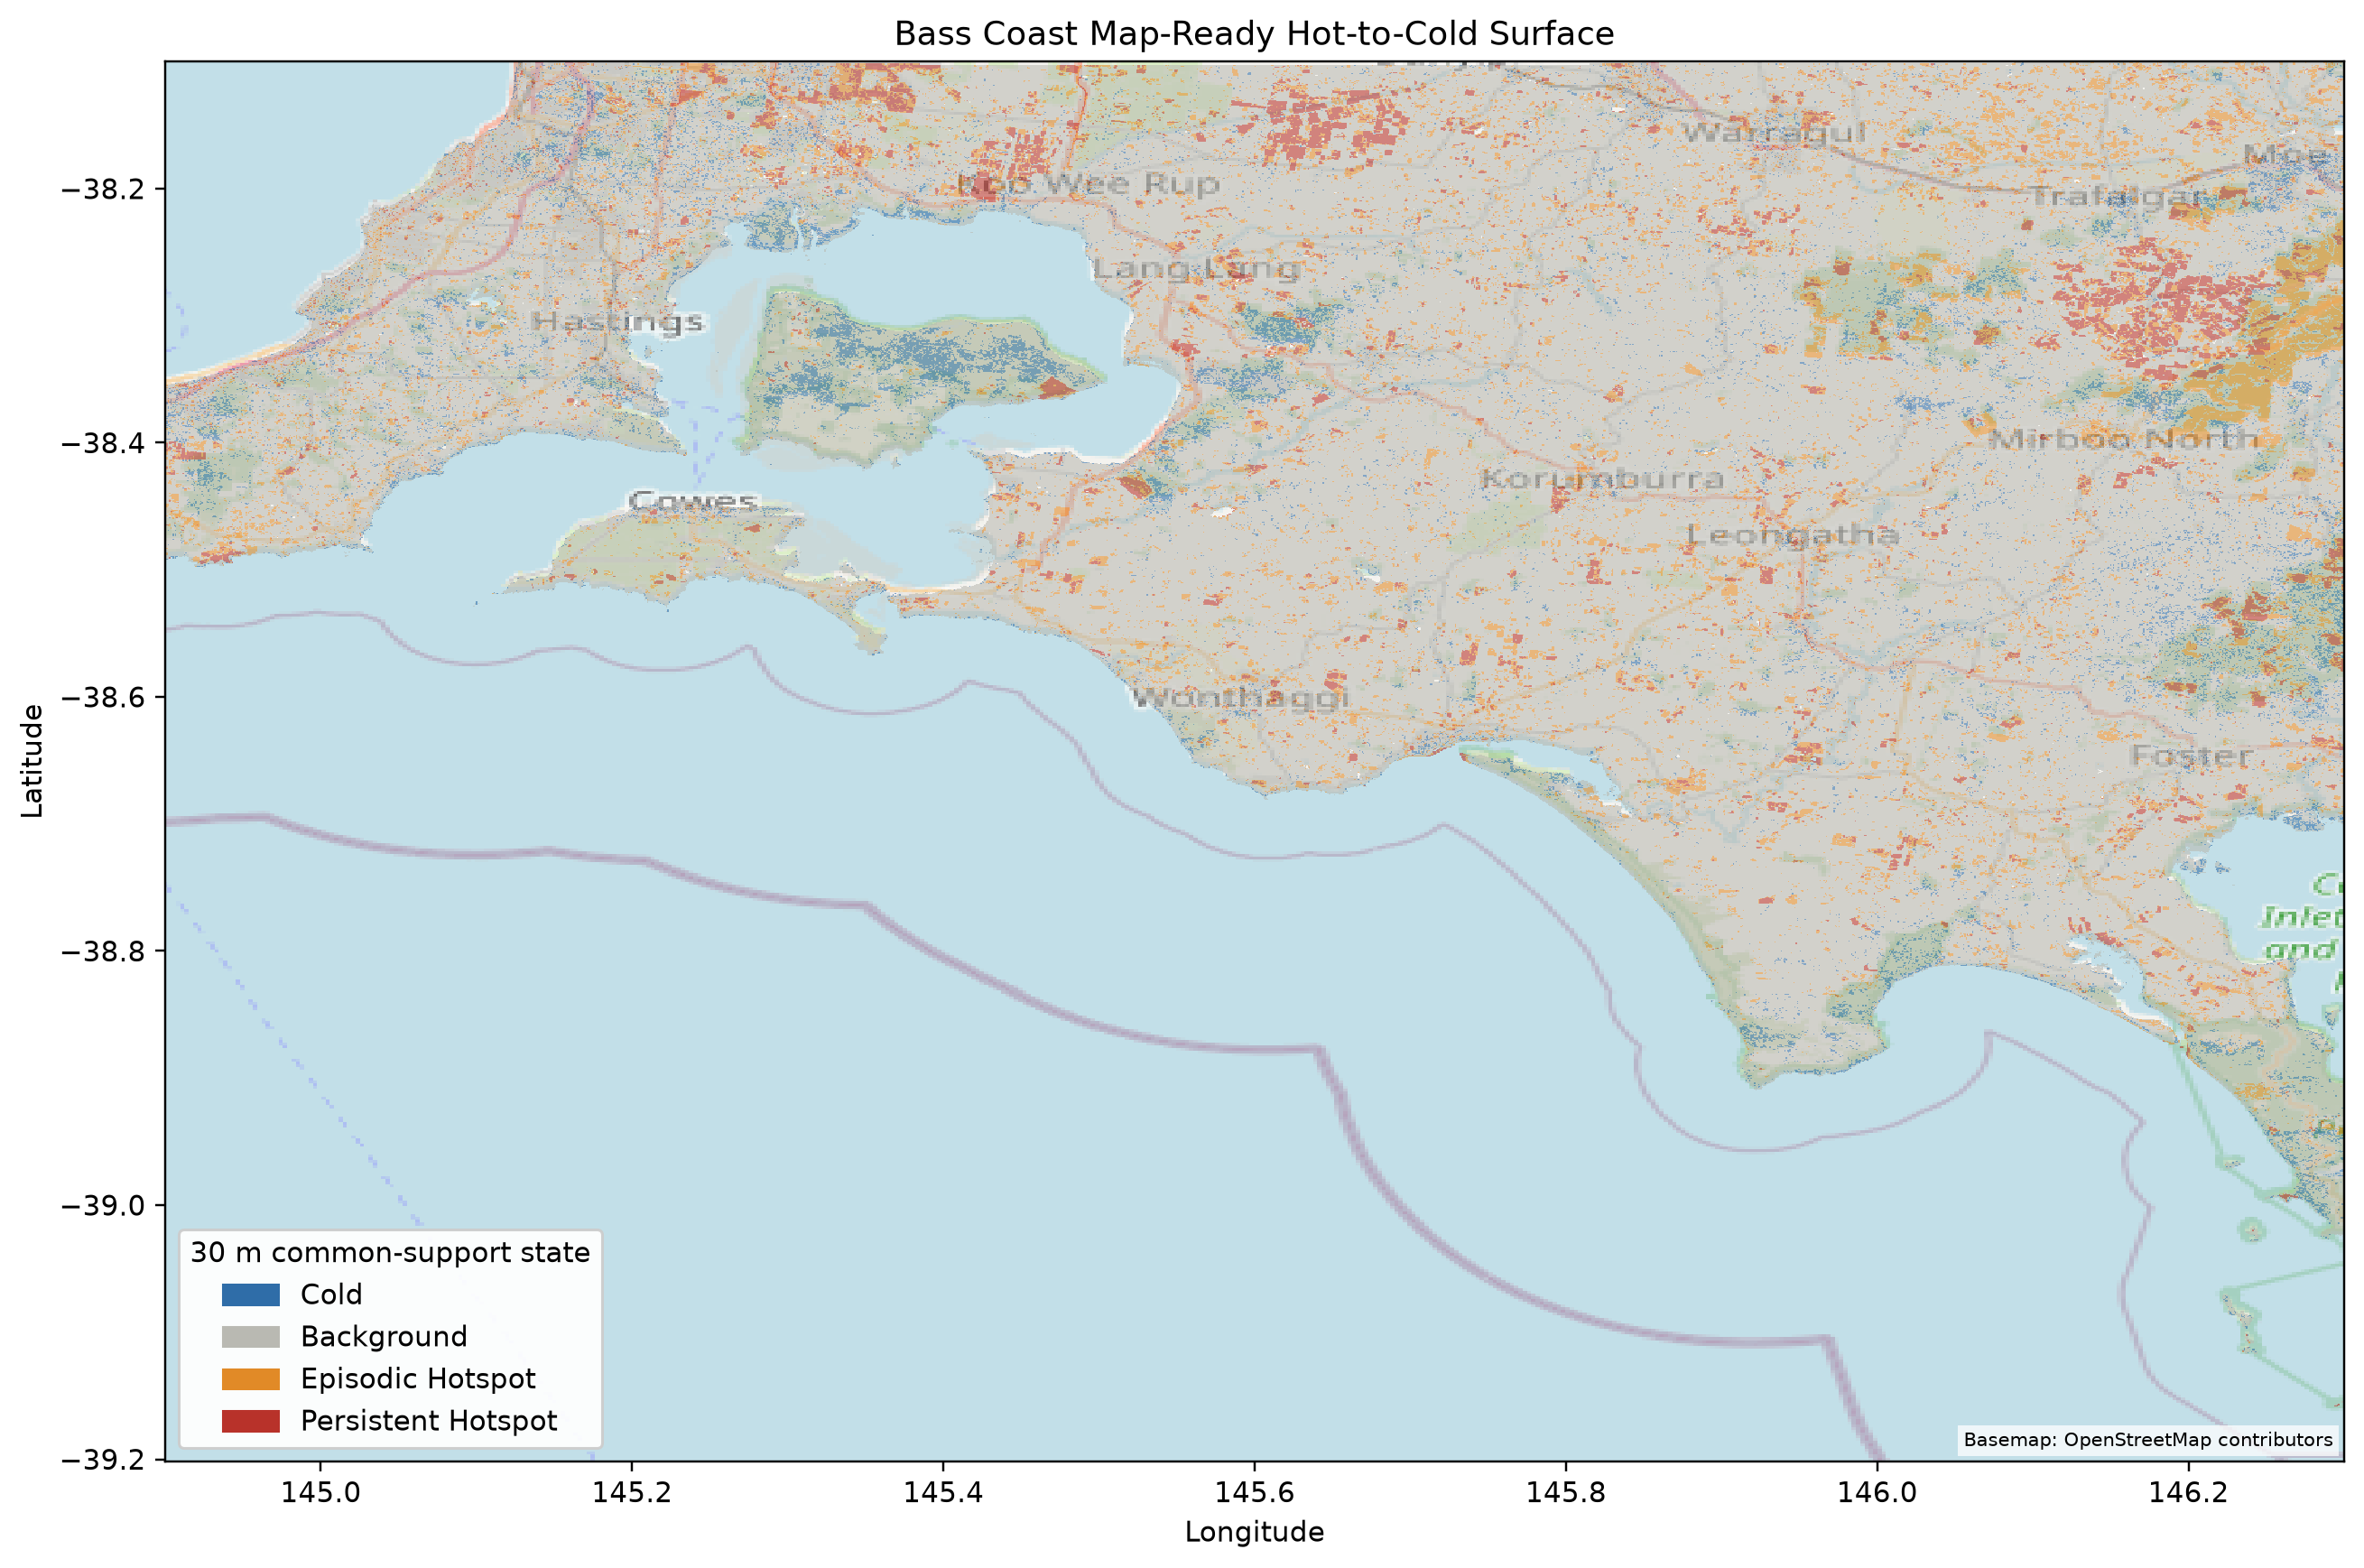 Bass Coast Map-Ready Hot-to-Cold Surface
Warragul
Moe
Koo Wee Rup
Trafalgar
Lang Lang
Hastings
Mirboo North
Korumburra
Cowes
Leongatha
Wonthaggi
Foster
Inlet
and
−38.2
−38.4
−38.6
−38.8
−39.0
−39.2
Latitude
30 m common-support state
Cold
Background
Episodic Hotspot
Persistent Hotspot
Basemap: OpenStreetMap contributors
145.0 145.2 145.4 145.6 145.8 146.0 146.2
Longitude